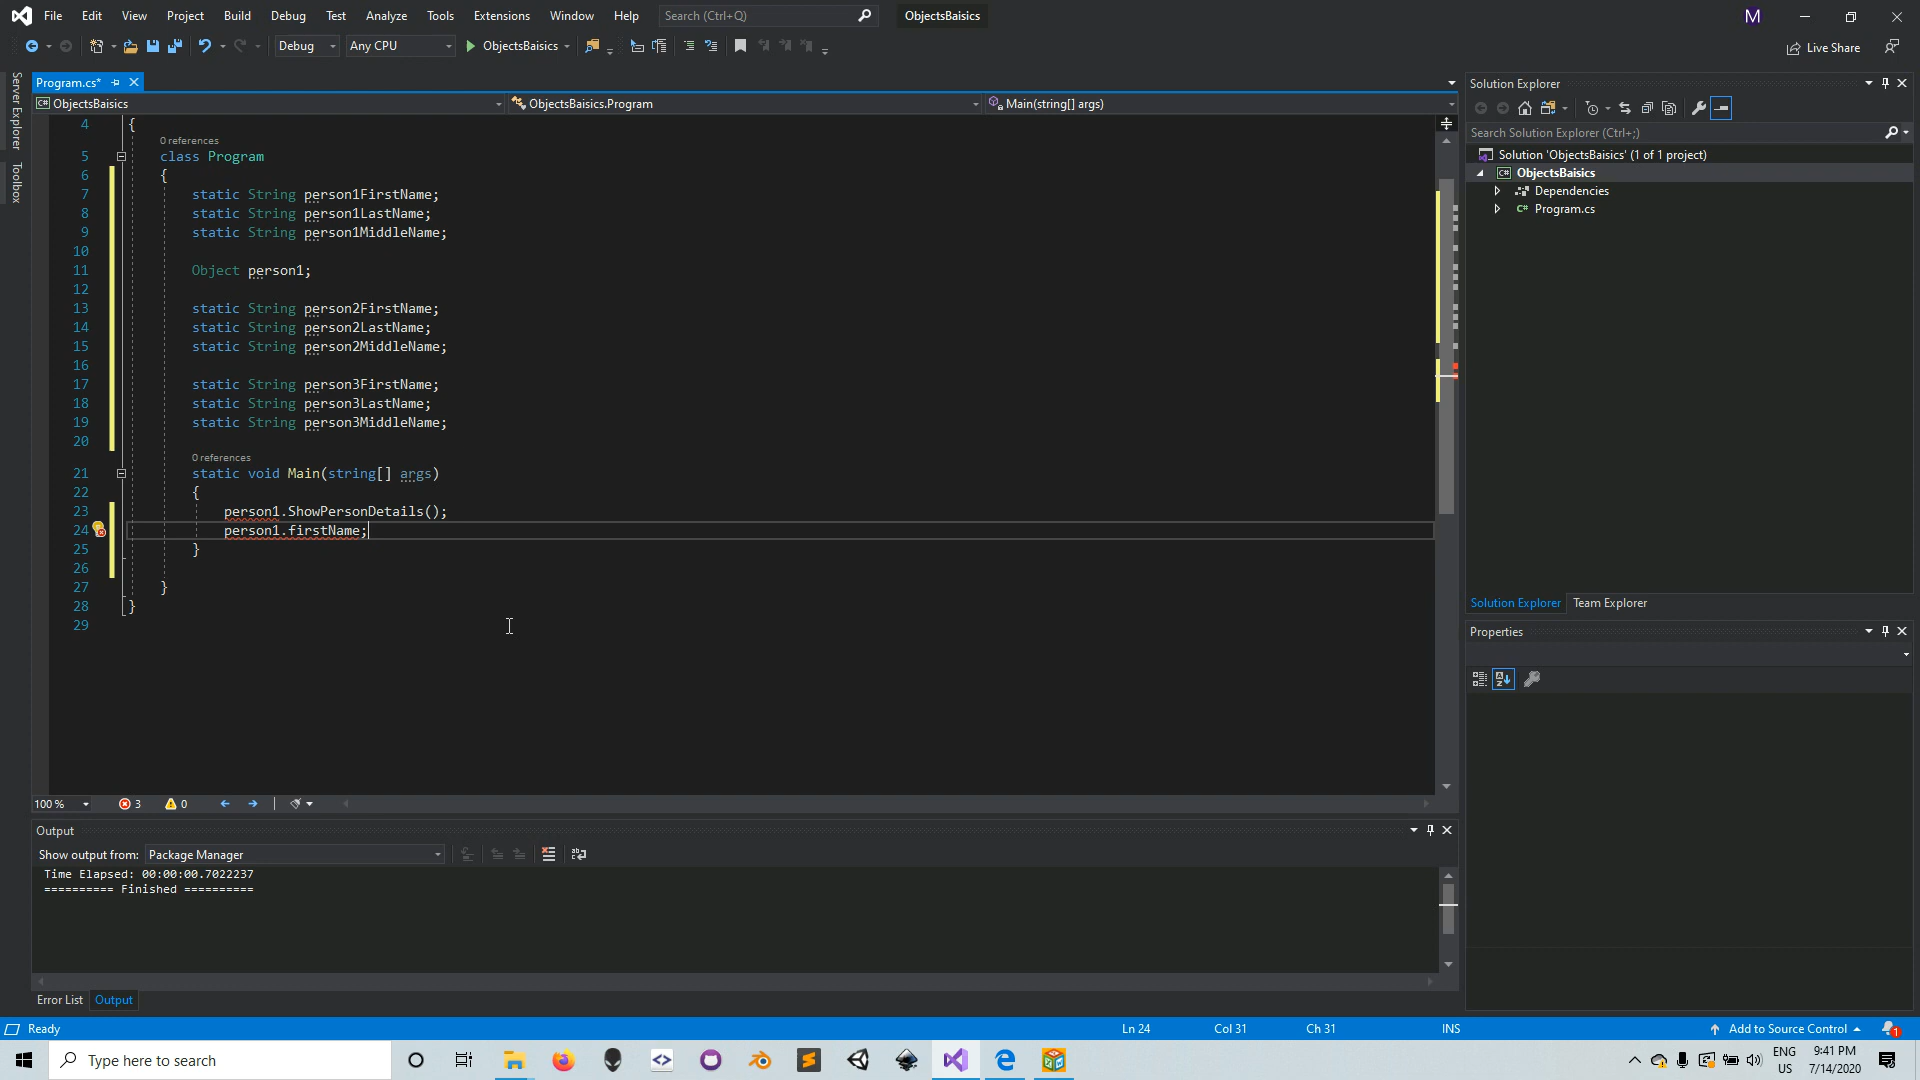 File Edit View Project Build Debug Test Analyze Tools Extensions Window Help Search (Ctrl+Q) ObjectsBaisics M
Debug Any CPU ObjectsBaisics Live Share
Server Explorer
Toolbox
Program.cs*
ObjectsBaisics ObjectsBaisics.Program Main(string[] args)
4 {
0 references
5 class Program
6 {
7 static String person1FirstName;
8 static String person1LastName;
9 static String person1MiddleName;
10
11 Object person1;
12
13 static String person2FirstName;
14 static String person2LastName;
15 static String person2MiddleName;
16
17 static String person3FirstName;
18 static String person3LastName;
19 static String person3MiddleName;
20
0 references
21 static void Main(string[] args)
22 {
23 person1.ShowPersonDetails();
24 person1.firstName;
25 }
26
27 }
28 }
29
100 % 3 0
Output
Show output from: Package Manager
Time Elapsed: 00:00:00.7022237
========== Finished ==========
Error List Output
Solution Explorer
Search Solution Explorer (Ctrl+;)
Solution 'ObjectsBaisics' (1 of 1 project)
ObjectsBaisics
Dependencies
Program.cs
Solution Explorer Team Explorer
Properties
Ready Ln 24 Col 31 Ch 31 INS Add to Source Control 1
Type here to search
ENG
US
9:41 PM
7/14/2020